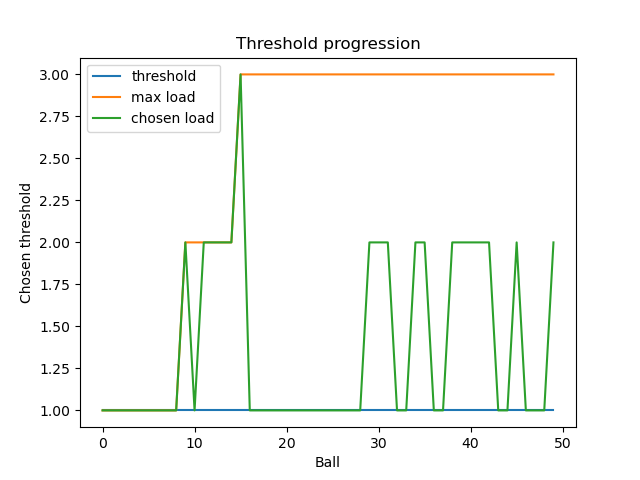 Threshold progression
threshold
max load
chosen load
3.00
2.75
2.50
2.25
2.00
1.75
1.50
1.25
1.00
Chosen threshold
0 10 20 30 40 50
Ball